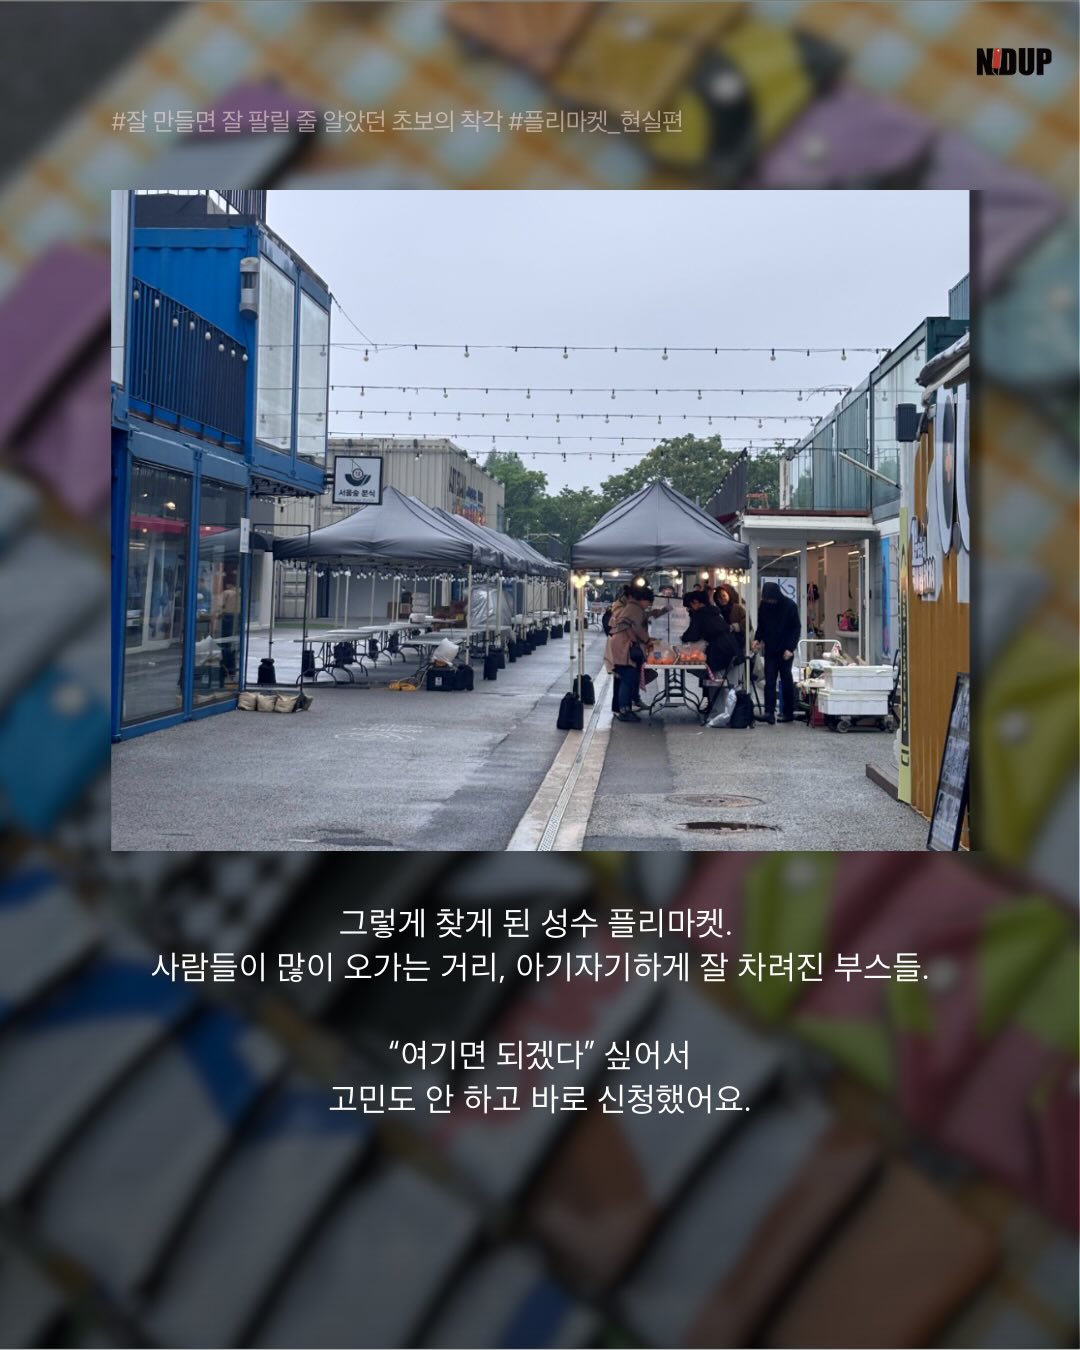 NDUP
#잘 만들면 잘 팔릴 줄 알았던 초보의 착각 #플리마켓_현실편
서울숲 분식
그렇게 찾게 된 성수 플리마켓.
사람들이 많이 오가는 거리, 아기자기하게 잘 차려진 부스들.
“여기면 되겠다” 싶어서
고민도 안 하고 바로 신청했어요.